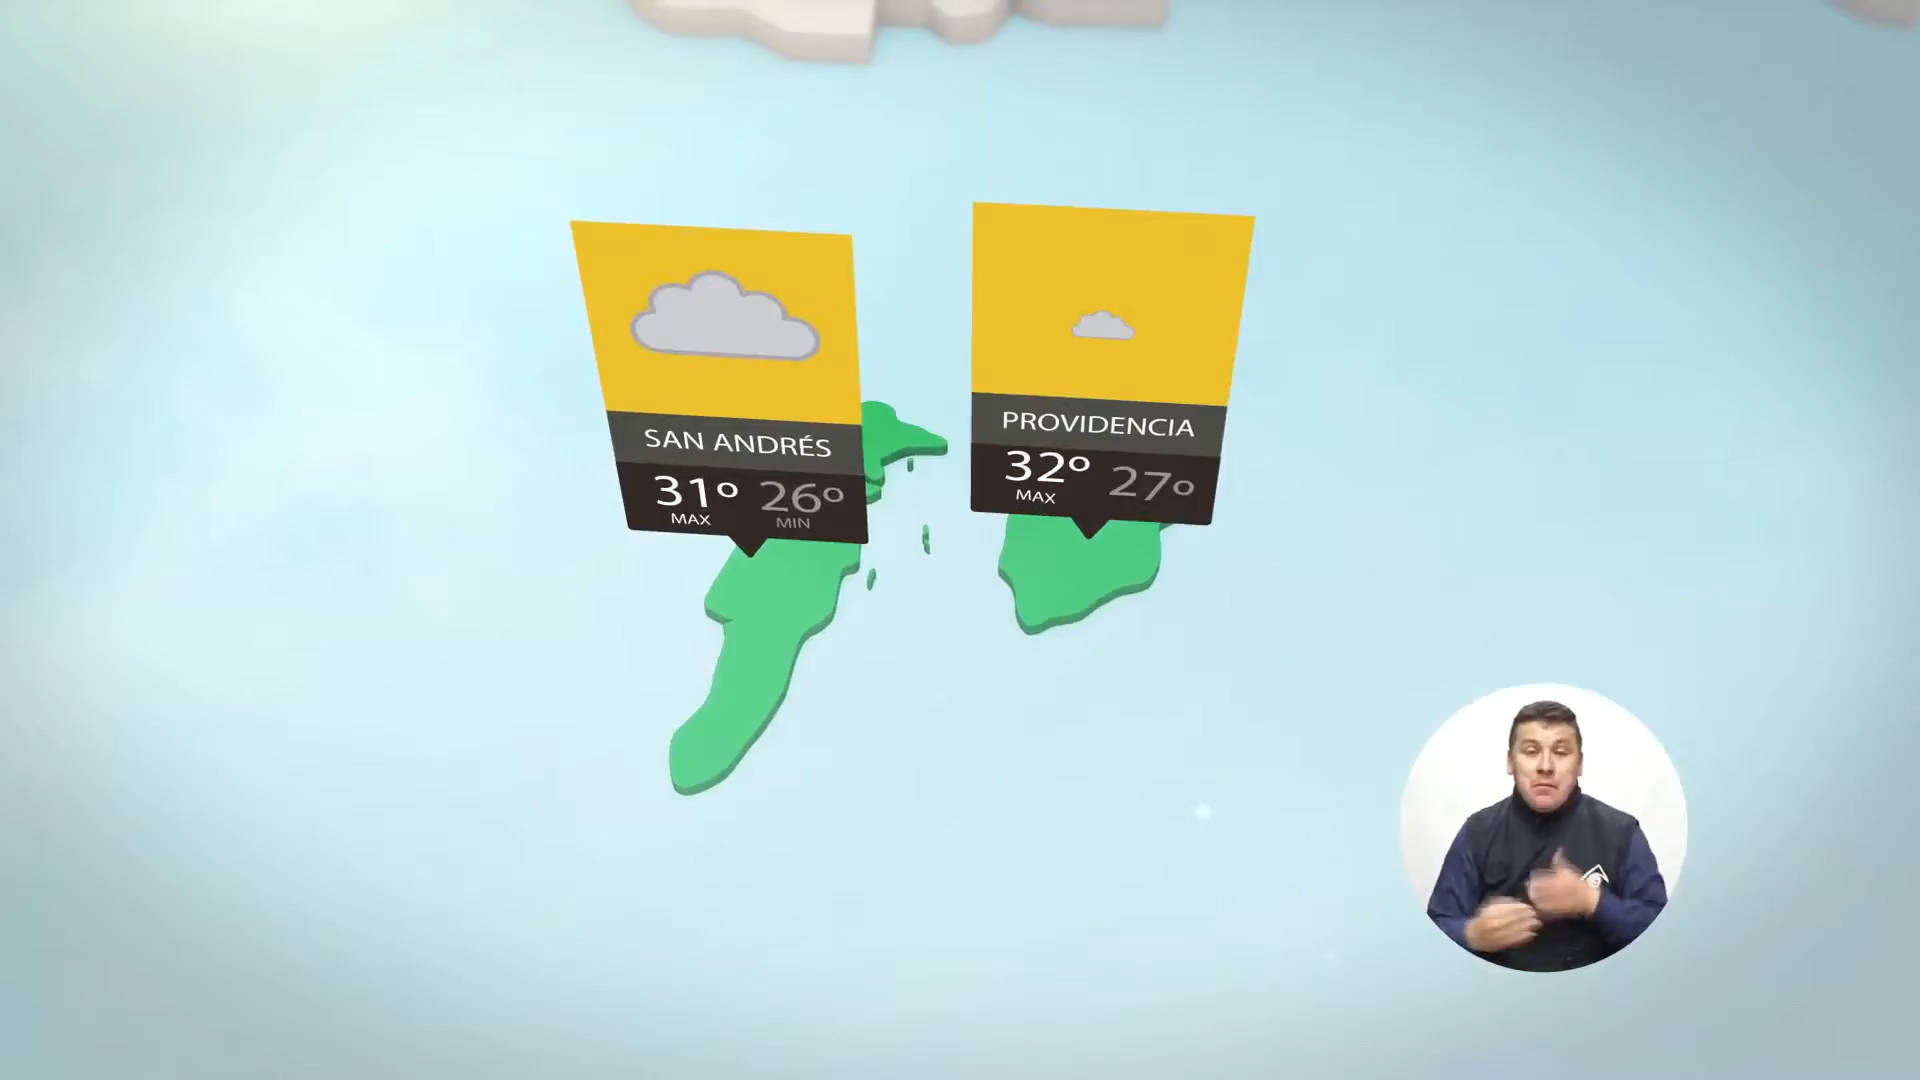 SAN ANDRÉS
31º 26º
MAX MIN
PROVIDENCIA
32º 27º
MAX